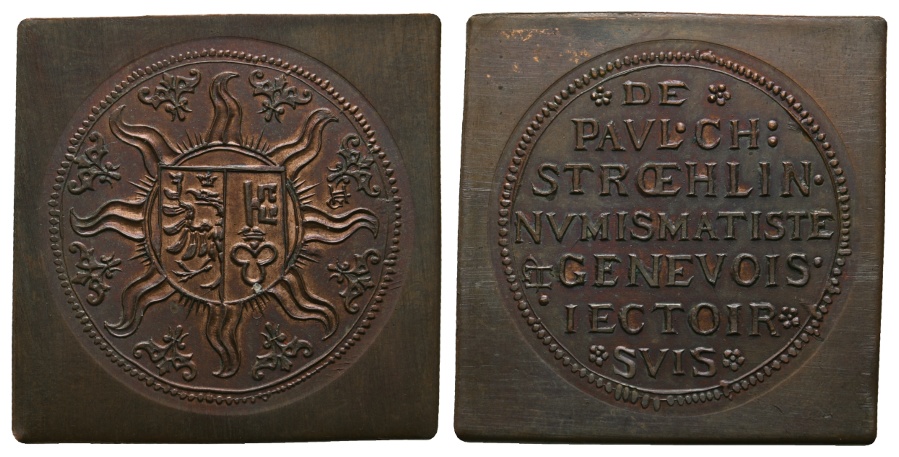 DE
PAVL·CH:
STRŒHLIN·
NVMISMATISTE
GENEVOIS·
IECTOIR
SVIS